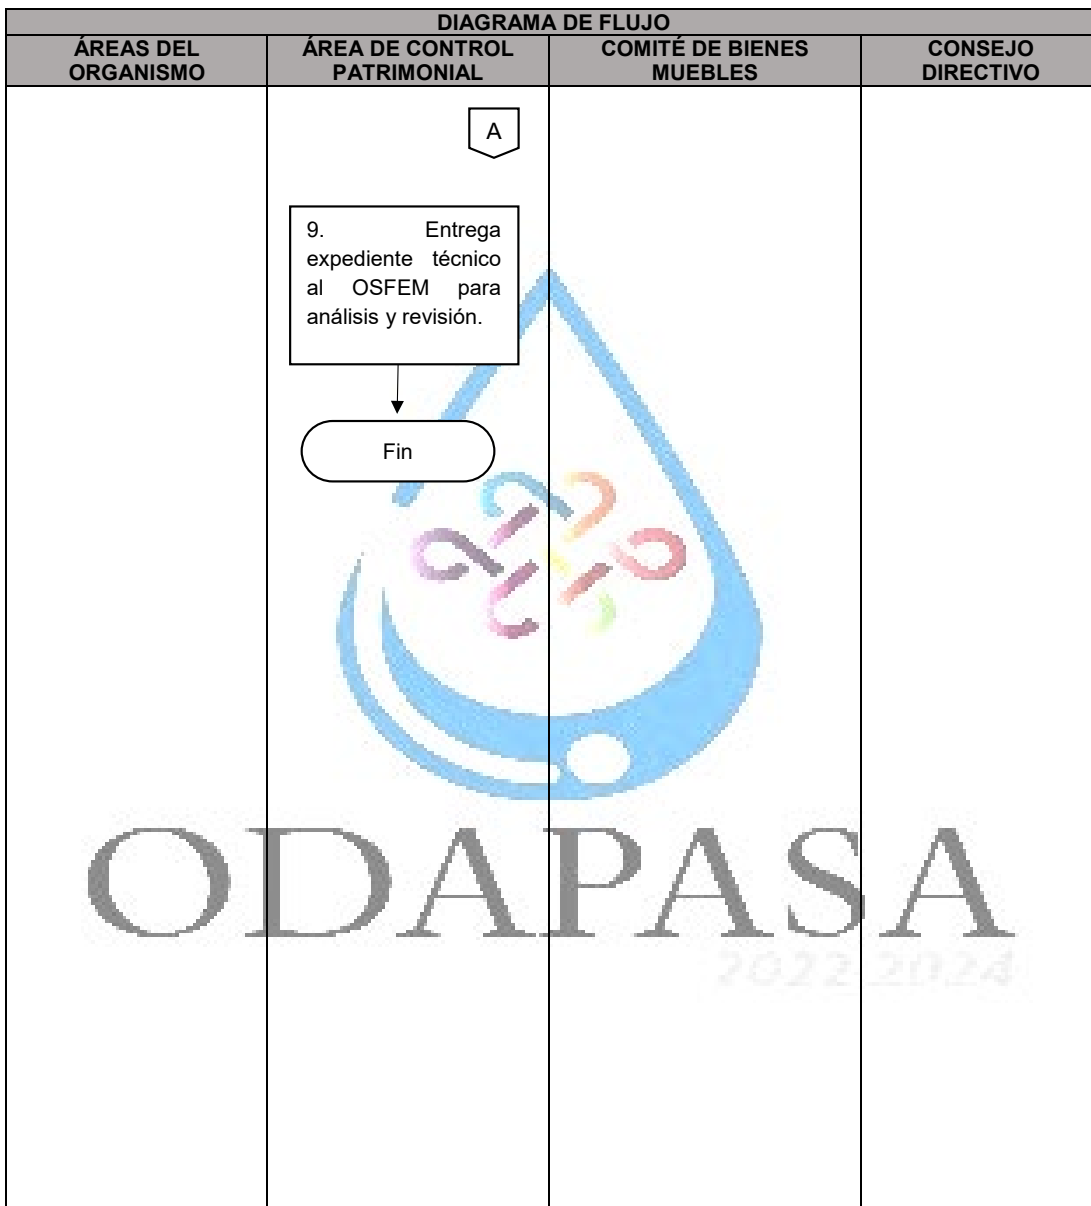 DIAGRAMA DE FLUJO
ÁREAS DEL
ORGANISMO
ÁREA DE CONTROL
PATRIMONIAL
COMITÉ DE BIENES
MUEBLES
CONSEJO
DIRECTIVO
A
9. Entrega
expediente técnico
al OSFEM para
análisis y revisión.
Fin
ODAPASA
2022-2024